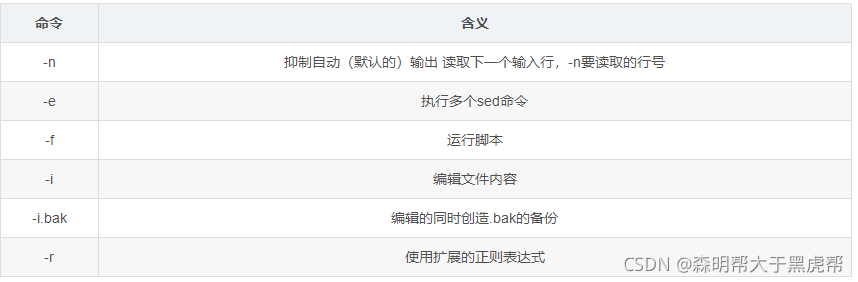 命令 含义
-n 抑制自动（默认的）输出 读取下一个输入行，-n要读取的行号
-e 执行多个sed命令
-f 运行脚本
-i 编辑文件内容
-i.bak 编辑的同时创造.bak的备份
-r 使用扩展的正则表达式
CSDN @森明帮大于黑虎帮